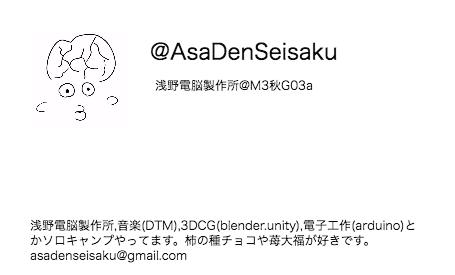 @AsaDenSeisaku
浅野電脳製作所@M3秋G03a
浅野電脳製作所,音楽(DTM),3DCG(blender.unity),電子工作(arduino)と
かソロキャンプやってます。柿の種チョコや苺大福が好きです。
asadenseisaku@gmail.com